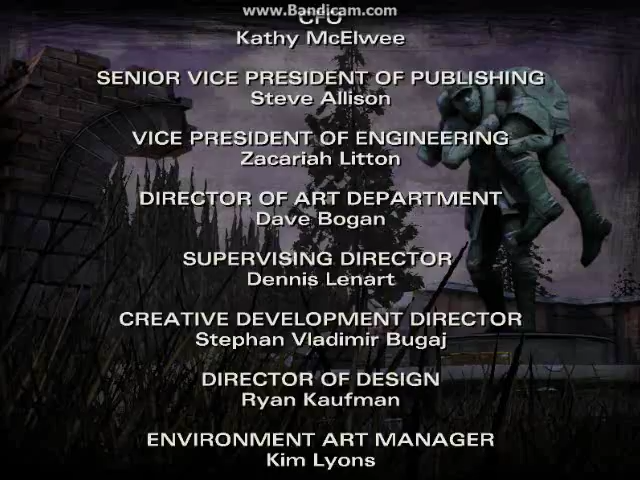 www.Bandicam.com
CFO
Kathy McElwee
SENIOR VICE PRESIDENT OF PUBLISHING
Steve Allison
VICE PRESIDENT OF ENGINEERING
Zacariah Litton
DIRECTOR OF ART DEPARTMENT
Dave Bogan
SUPERVISING DIRECTOR
Dennis Lenart
CREATIVE DEVELOPMENT DIRECTOR
Stephan Vladimir Bugaj
DIRECTOR OF DESIGN
Ryan Kaufman
ENVIRONMENT ART MANAGER
Kim Lyons